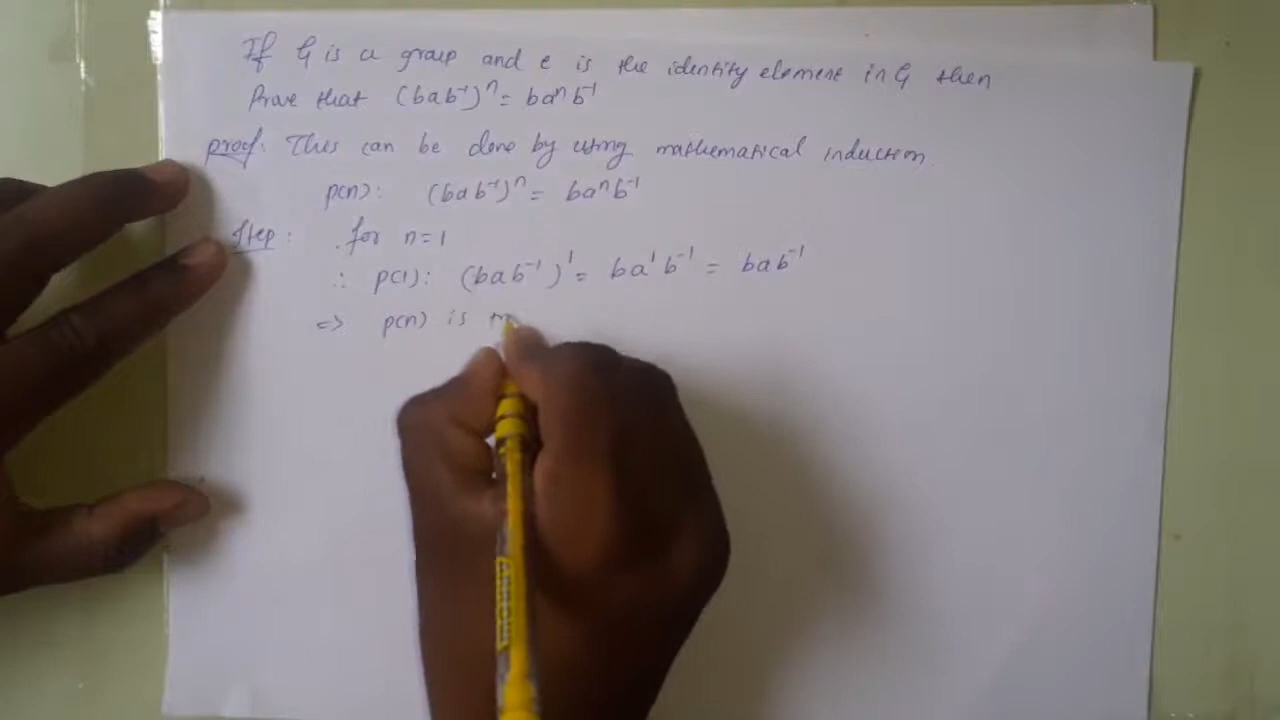 If G is a group and e is the identity element in G then
Prove that (bab⁻¹)ⁿ = baⁿb⁻¹
proof: This can be done by using mathematical induction.
p(n): (bab⁻¹)ⁿ = baⁿb⁻¹
Step: for n=1
∴ p(1): (bab⁻¹)¹ = ba¹b⁻¹ = bab⁻¹
=> p(n) is